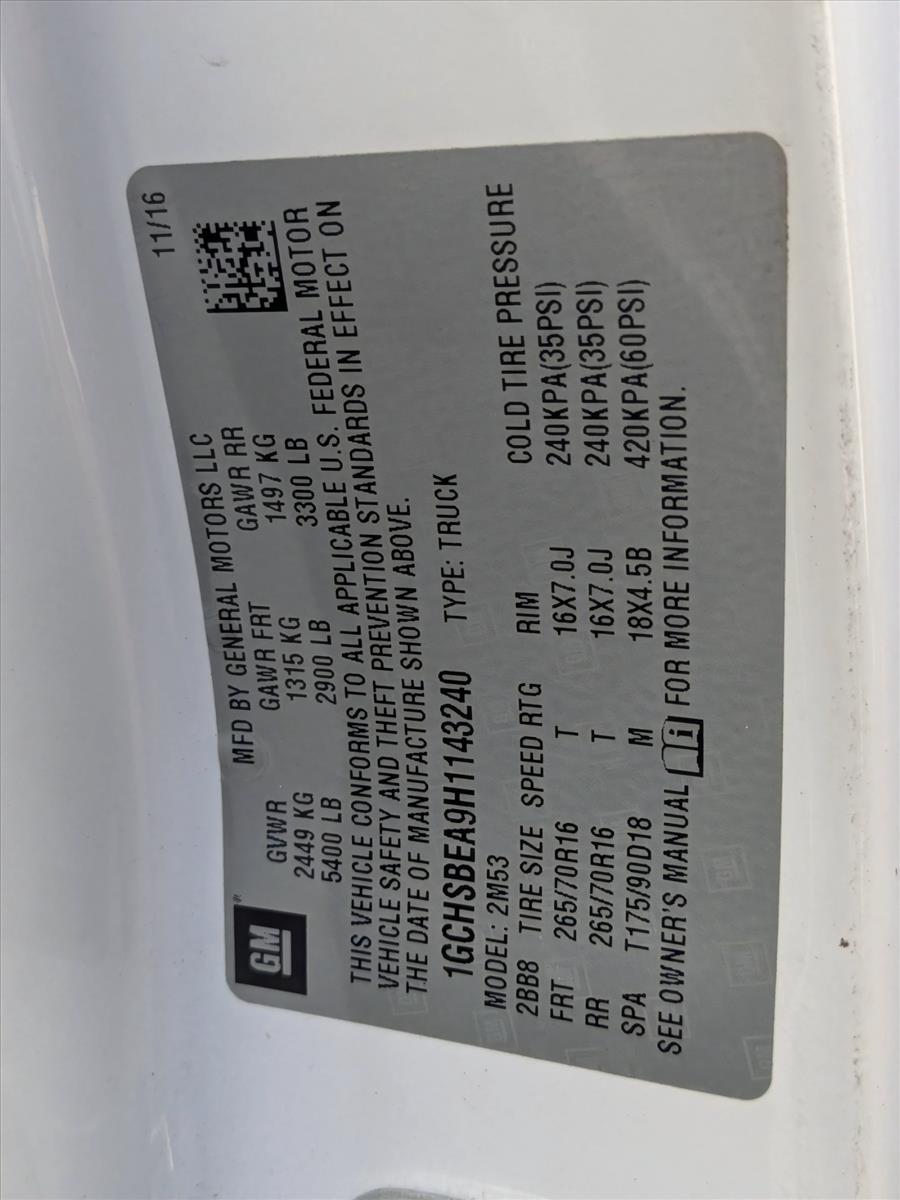 11/16
GM®
MFD BY GENERAL MOTORS LLC
GVWR GAWR FRT GAWR RR
2449 KG 1315 KG 1497 KG
5400 LB 2900 LB 3300 LB
THIS VEHICLE CONFORMS TO ALL APPLICABLE U.S. FEDERAL MOTOR
VEHICLE SAFETY AND THEFT PREVENTION STANDARDS IN EFFECT ON
THE DATE OF MANUFACTURE SHOWN ABOVE.
1GCHSBEA9H1143240 TYPE: TRUCK
MODEL: 2M53
2BB8 TIRE SIZE SPEED RTG RIM COLD TIRE PRESSURE
FRT 265/70R16 T 16X7.0J 240KPA(35PSI)
RR 265/70R16 T 16X7.0J 240KPA(35PSI)
SPA T175/90D18 M 18X4.5B 420KPA(60PSI)
SEE OWNER'S MANUAL i FOR MORE INFORMATION.